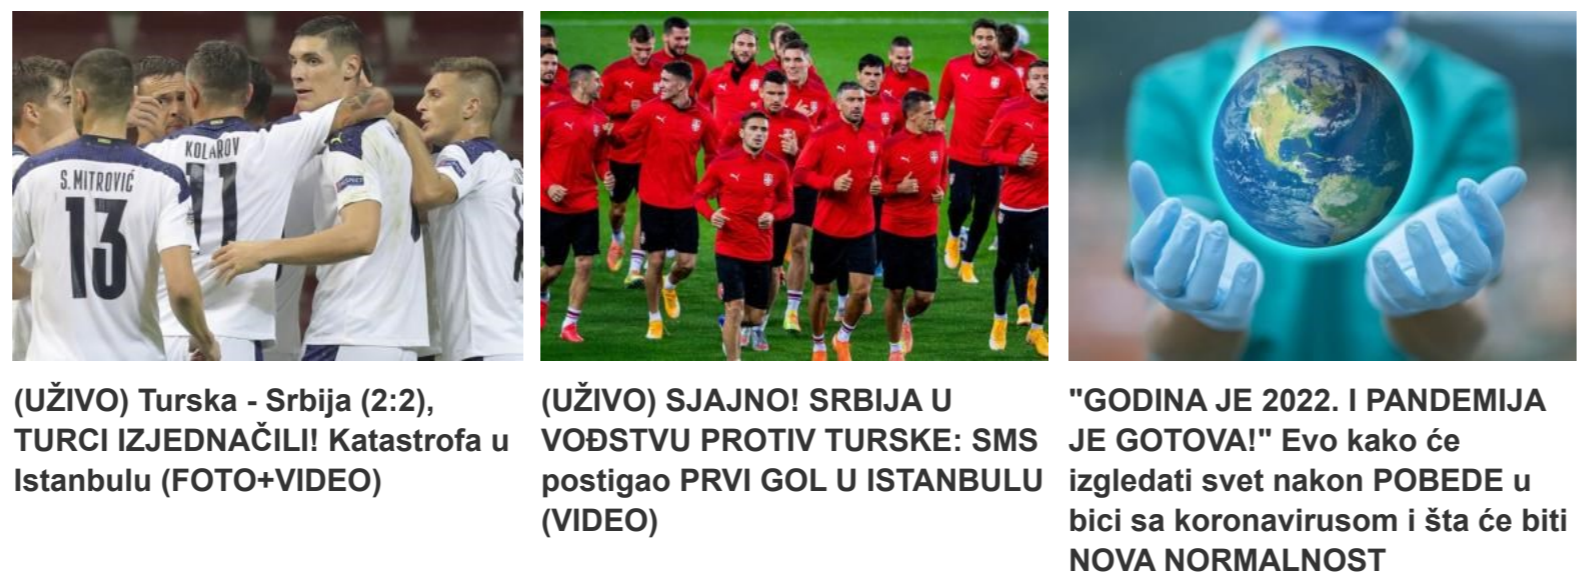 S.MITROVIĆ
13
KOLAROV
11
(UŽIVO) Turska - Srbija (2:2),
TURCI IZJEDNAČILI! Katastrofa u
Istanbulu (FOTO+VIDEO)
(UŽIVO) SJAJNO! SRBIJA U
VOĐSTVU PROTIV TURSKE: SMS
postigao PRVI GOL U ISTANBULU
(VIDEO)
"GODINA JE 2022. I PANDEMIJA
JE GOTOVA!" Evo kako će
izgledati svet nakon POBEDE u
bici sa koronavirusom i šta će biti
NOVA NORMALNOST